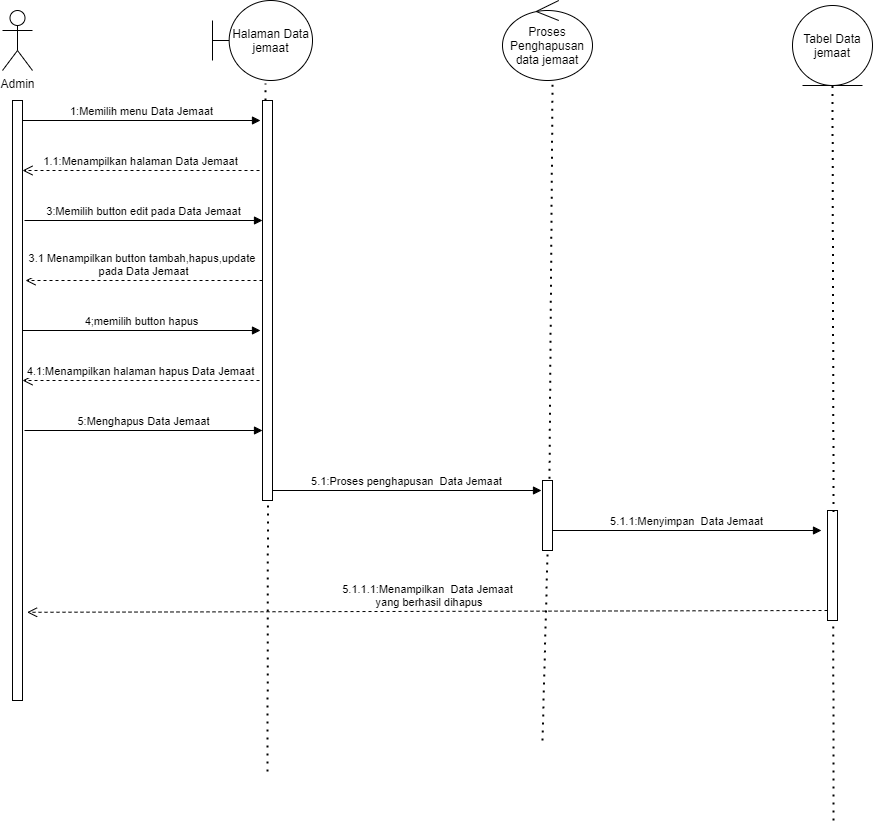 Halaman Data
jemaat
Proses
Penghapusan
data jemaat
Tabel Data
jemaat
Admin
1:Memilih menu Data Jemaat
1.1:Menampilkan halaman Data Jemaat
3:Memilih button edit pada Data Jemaat
3.1 Menampilkan button tambah,hapus,update
pada Data Jemaat
4;memilih button hapus
4.1:Menampilkan halaman hapus Data Jemaat
5:Menghapus Data Jemaat
5.1:Proses penghapusan  Data Jemaat
5.1.1:Menyimpan  Data Jemaat
5.1.1.1:Menampilkan  Data Jemaat
yang berhasil dihapus